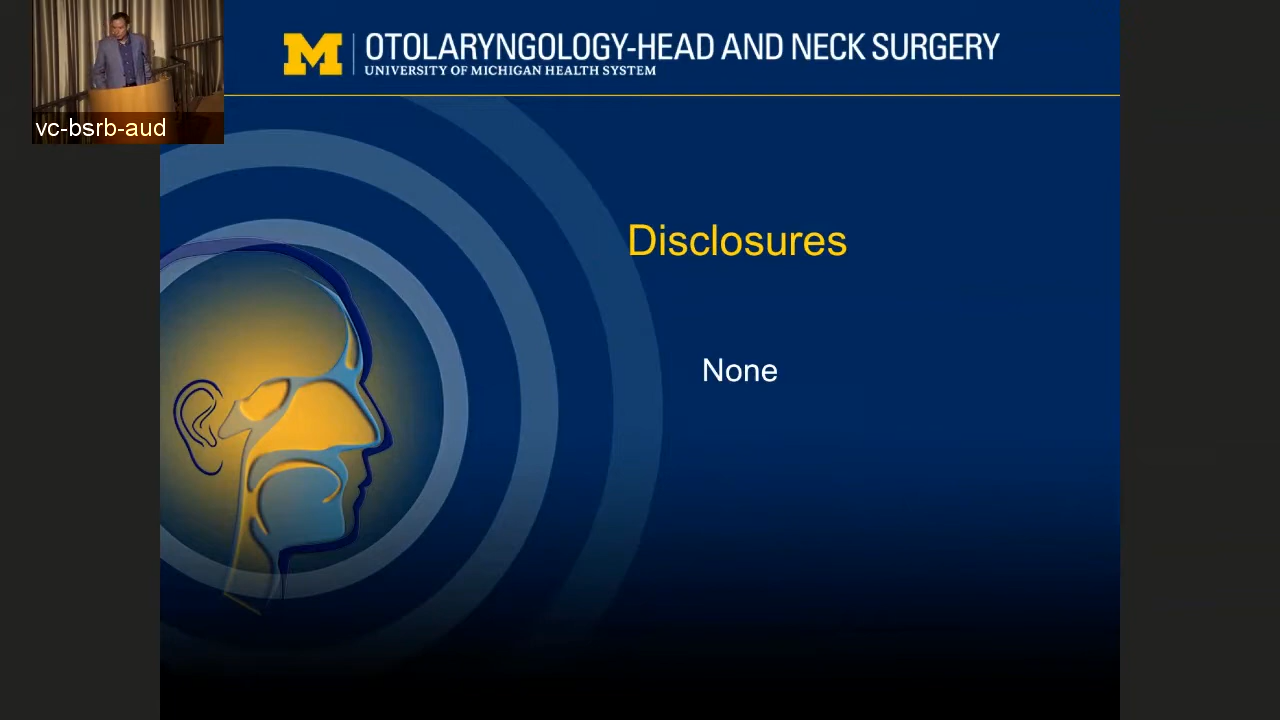 M
OTOLARYNGOLOGY-HEAD AND NECK SURGERY
UNIVERSITY OF MICHIGAN HEALTH SYSTEM
vc-bsrb-aud
Disclosures
None